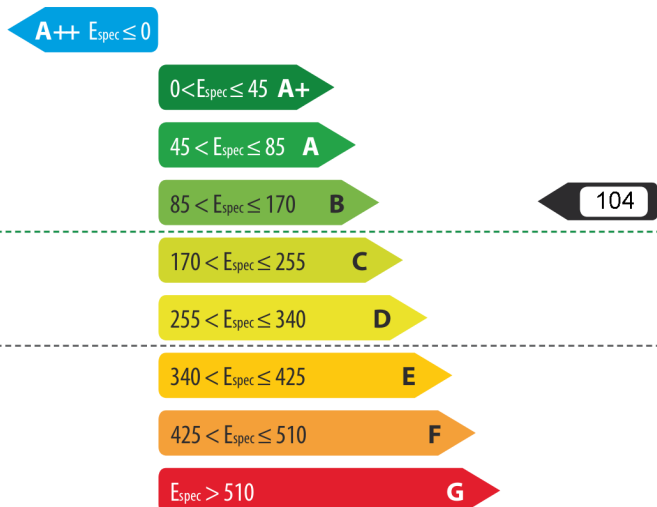 A++ Espec ≤ 0
0<Espec ≤ 45 A+
45 < Espec ≤ 85 A
85 < Espec ≤ 170 B
104
170 < Espec ≤ 255 C
255 < Espec ≤ 340 D
340 < Espec ≤ 425 E
425 < Espec ≤ 510 F
Espec > 510 G